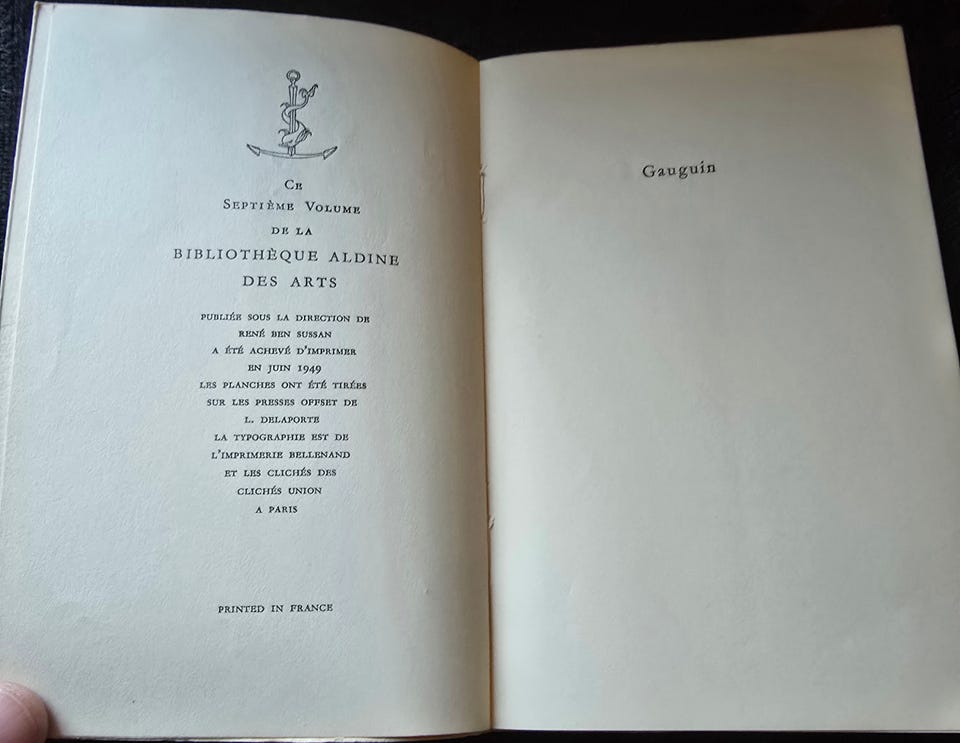 Ce
Septième Volume
DE LA
BIBLIOTHÈQUE ALDINE
DES ARTS
PUBLIÉE SOUS LA DIRECTION DE
RENÉ BEN SUSSAN
A ÉTÉ ACHEVÉ D'IMPRIMER
EN JUIN 1949
LES PLANCHES ONT ÉTÉ TIRÉES
SUR LES PRESSES OFFSET DE
L. DELAPORTE
LA TYPOGRAPHIE EST DE
L'IMPRIMERIE BELLENAND
ET LES CLICHÉS DES
CLICHÉS UNION
A PARIS
PRINTED IN FRANCE
Gauguin